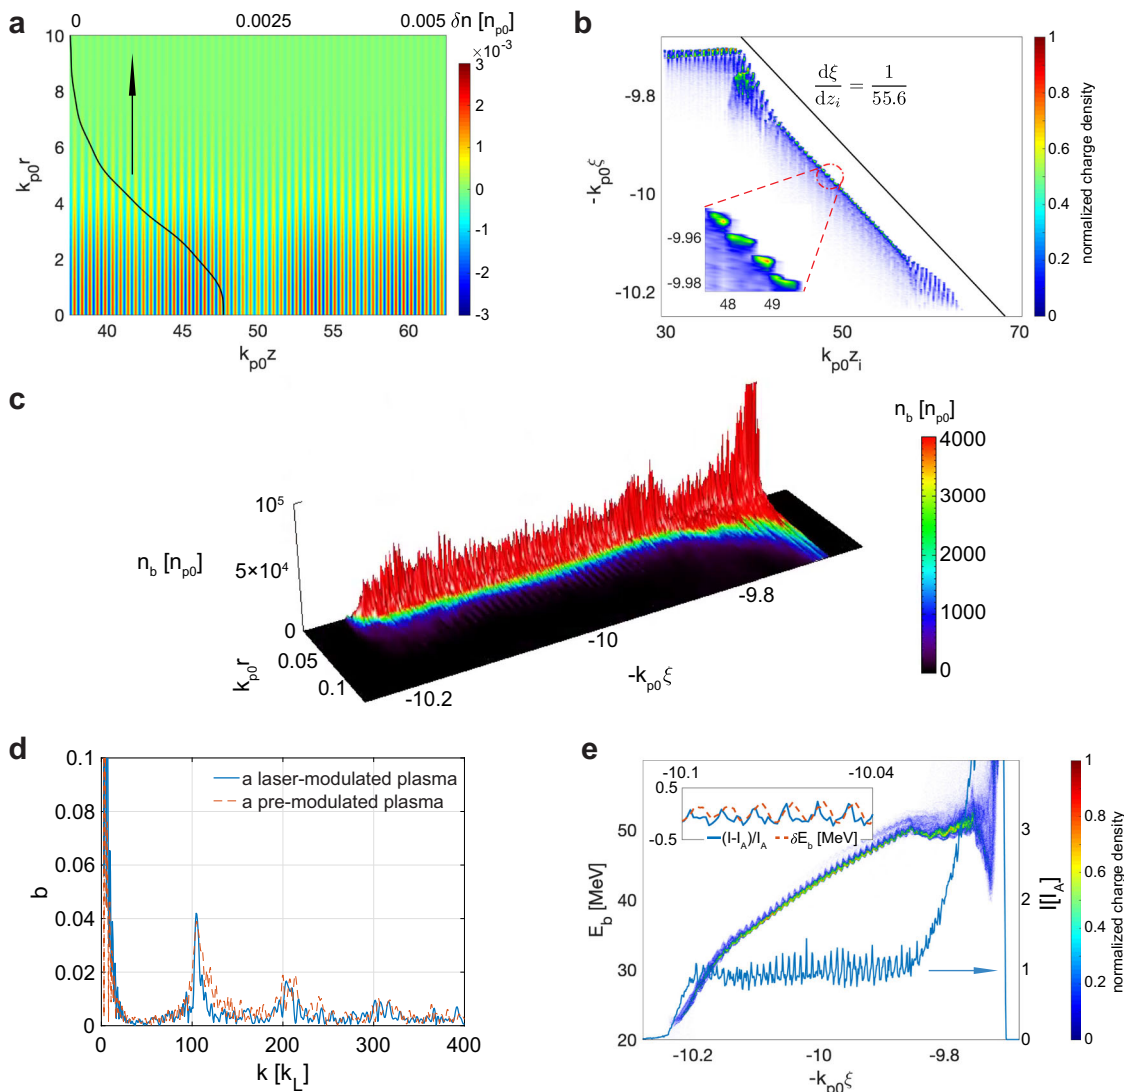 a
0 0.0025 0.005 δn [n_p0]
×10^-3
10
8
6
4
2
0
k_p0r
40 45 50 55 60
k_p0z
3
2
1
0
-1
-2
-3
b
dξ/dz_i = 1/55.6
-9.8
-10
-10.2
-k_p0ξ
-9.96
-9.98
48 49
30 50 70
k_p0z_i
1
0.8
0.6
0.4
0.2
0
normalized charge density
c
n_b [n_p0]
10^5
5×10^4
0
0.05
0.1
k_p0r
-10.2
-10
-9.8
-k_p0ξ
n_b [n_p0]
4000
3000
2000
1000
0
d
0.1
0.08
0.06
0.04
0.02
0
b
a laser-modulated plasma
a pre-modulated plasma
0 100 200 300 400
k [k_L]
e
-10.1 -10.04
0.5
-0.5
(I-I_A)/I_A δE_b [MeV]
50
40
30
20
E_b [MeV]
3
2
1
0
I[I_A]
-10.2 -10 -9.8
-k_p0ξ
1
0.8
0.6
0.4
0.2
0
normalized charge density